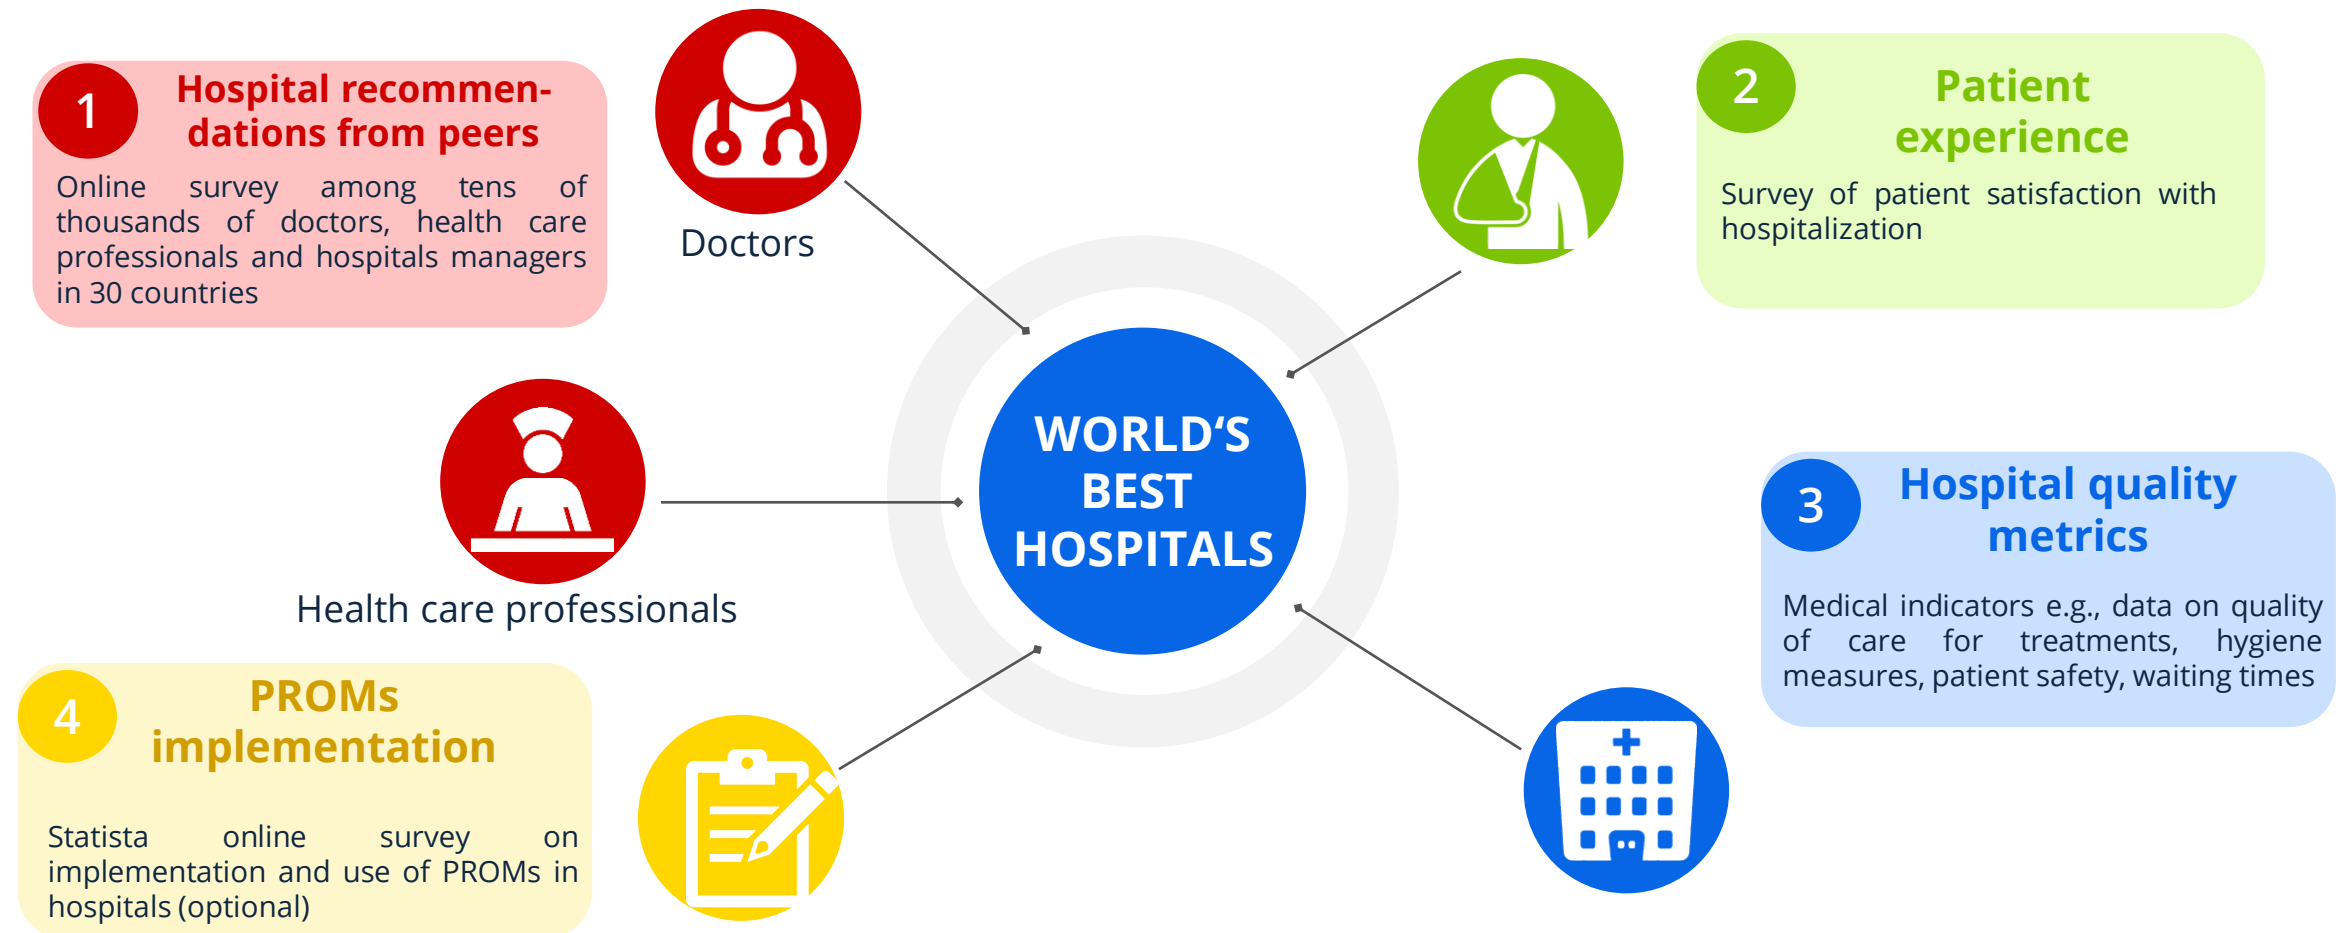 1
Hospital recommen-
dations from peers
Online survey among tens of
thousands of doctors, health care
professionals and hospitals managers
in 30 countries
Doctors
2
Patient
experience
Survey of patient satisfaction with
hospitalization
WORLD‘S
BEST
HOSPITALS
Health care professionals
3
Hospital quality
metrics
Medical indicators e.g., data on quality
of care for treatments, hygiene
measures, patient safety, waiting times
4
PROMs
implementation
Statista online survey on
implementation and use of PROMs in
hospitals (optional)